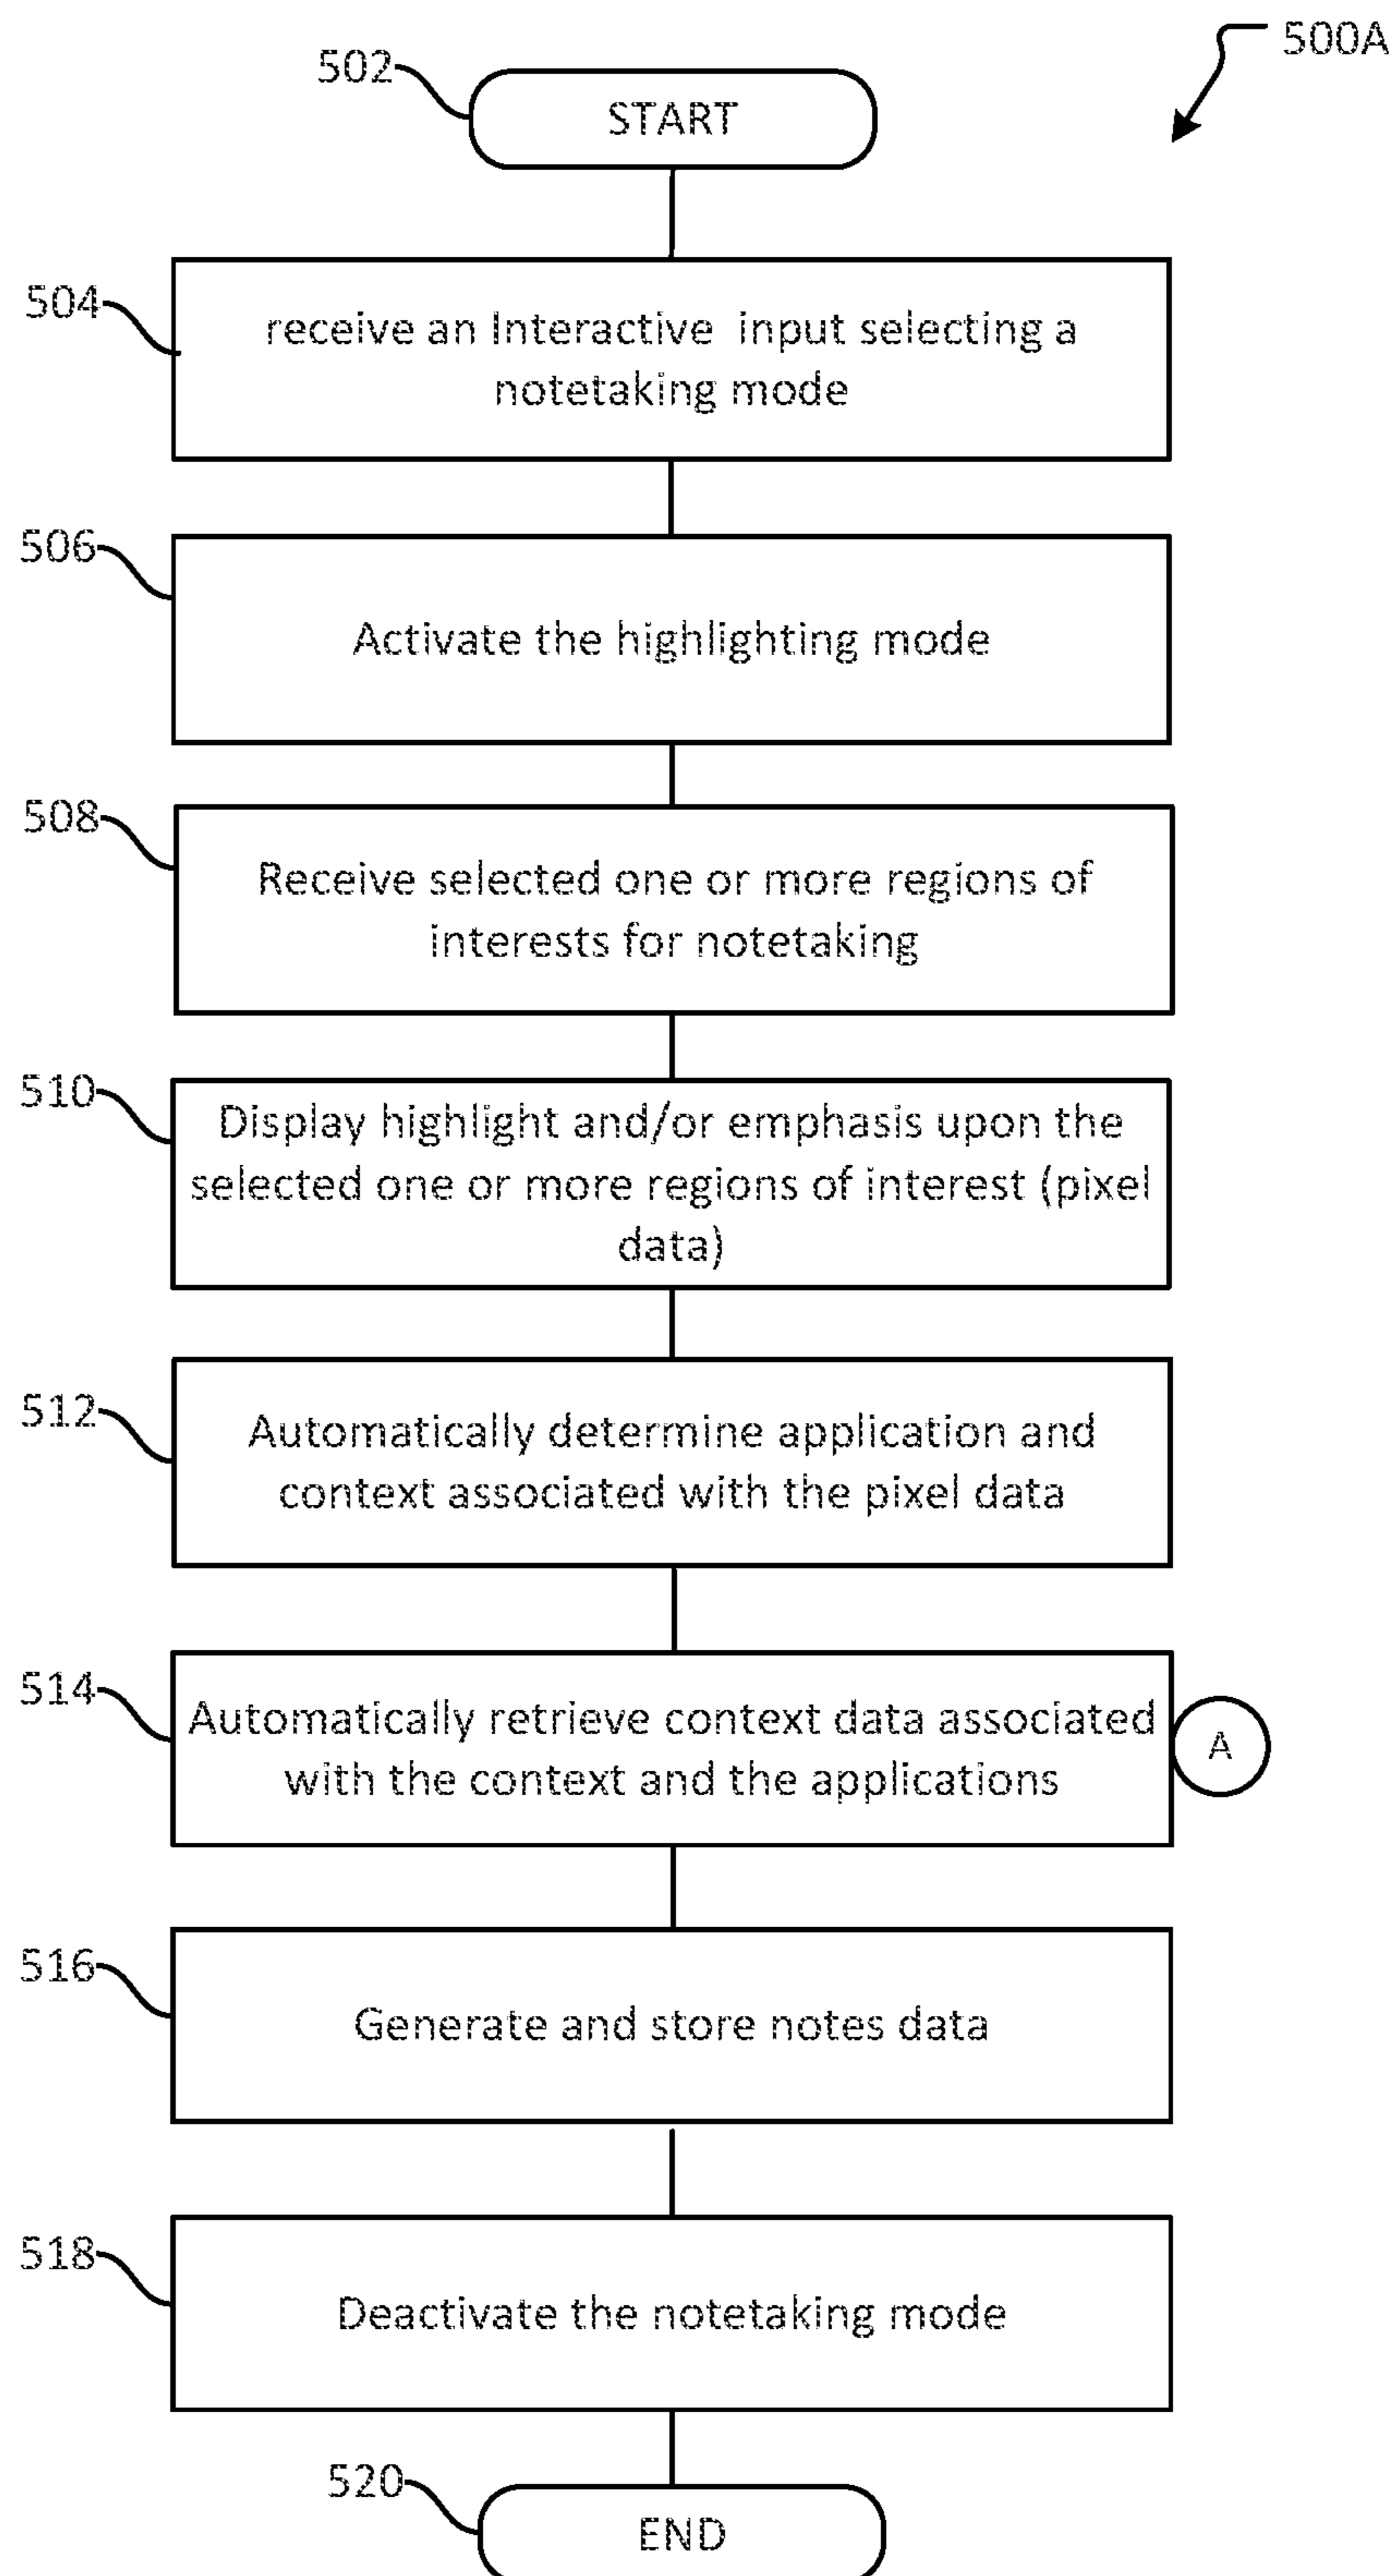 500A
502
START
504
receive an Interactive input selecting a
notetaking mode
506
Activate the highlighting mode
508
Receive selected one or more regions of
interests for notetaking
510
Display highlight and/or emphasis upon the
selected one or more regions of interest (pixel
data)
512
Automatically determine application and
context associated with the pixel data
514
Automatically retrieve context data associated
with the context and the applications
A
516
Generate and store notes data
518
Deactivate the notetaking mode
520
END